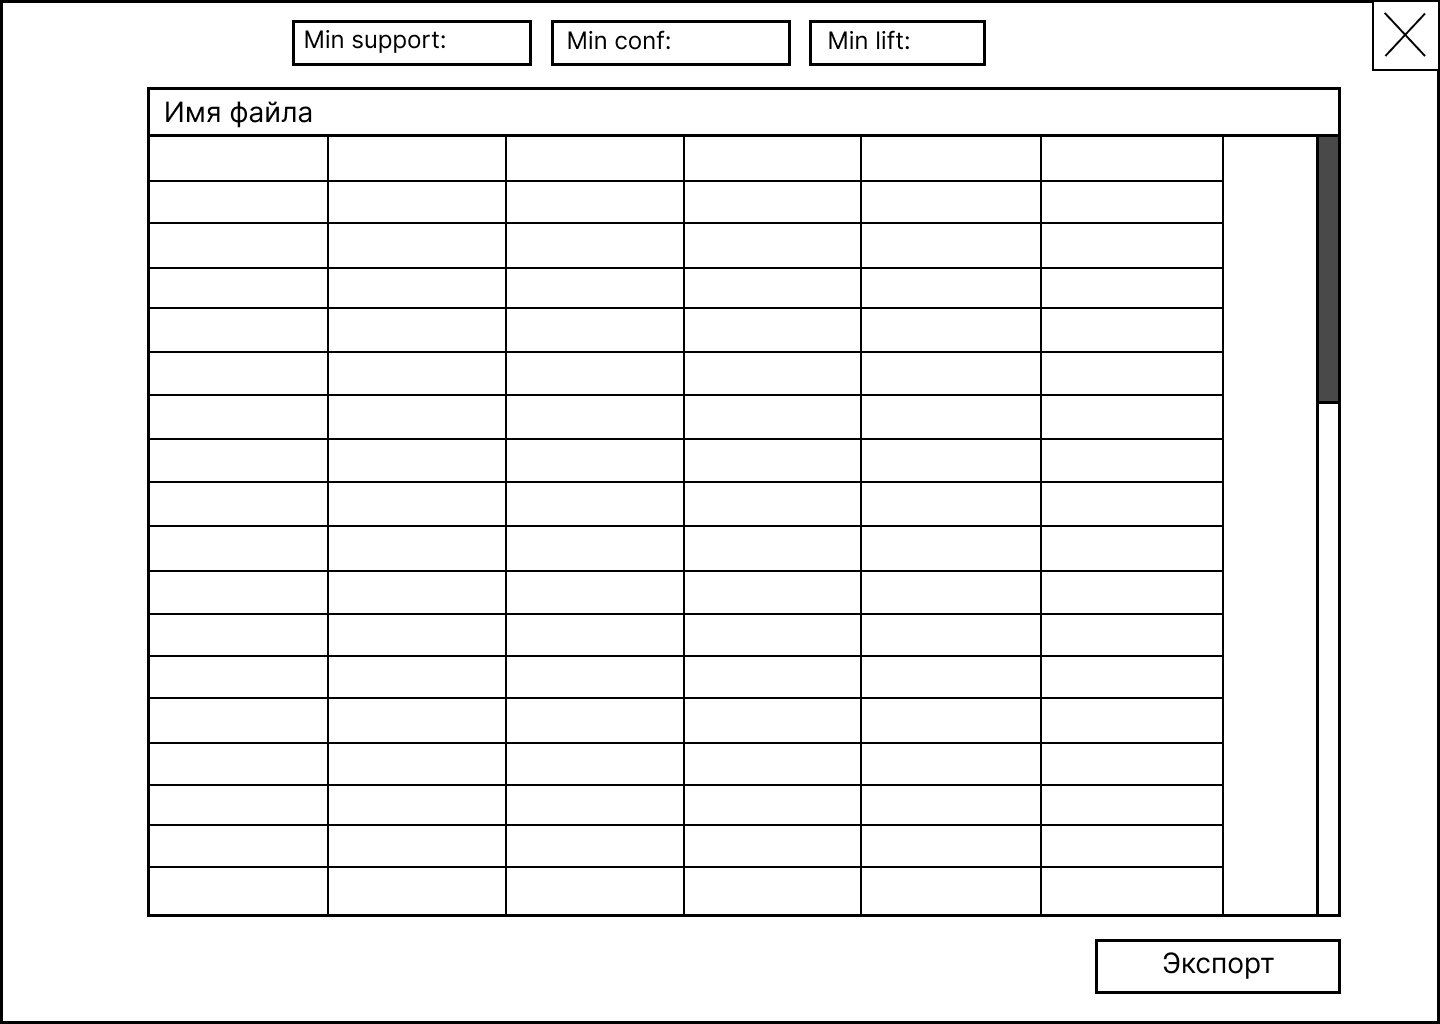 Min support:
Min conf:
Min lift:
Имя файла
Экспорт